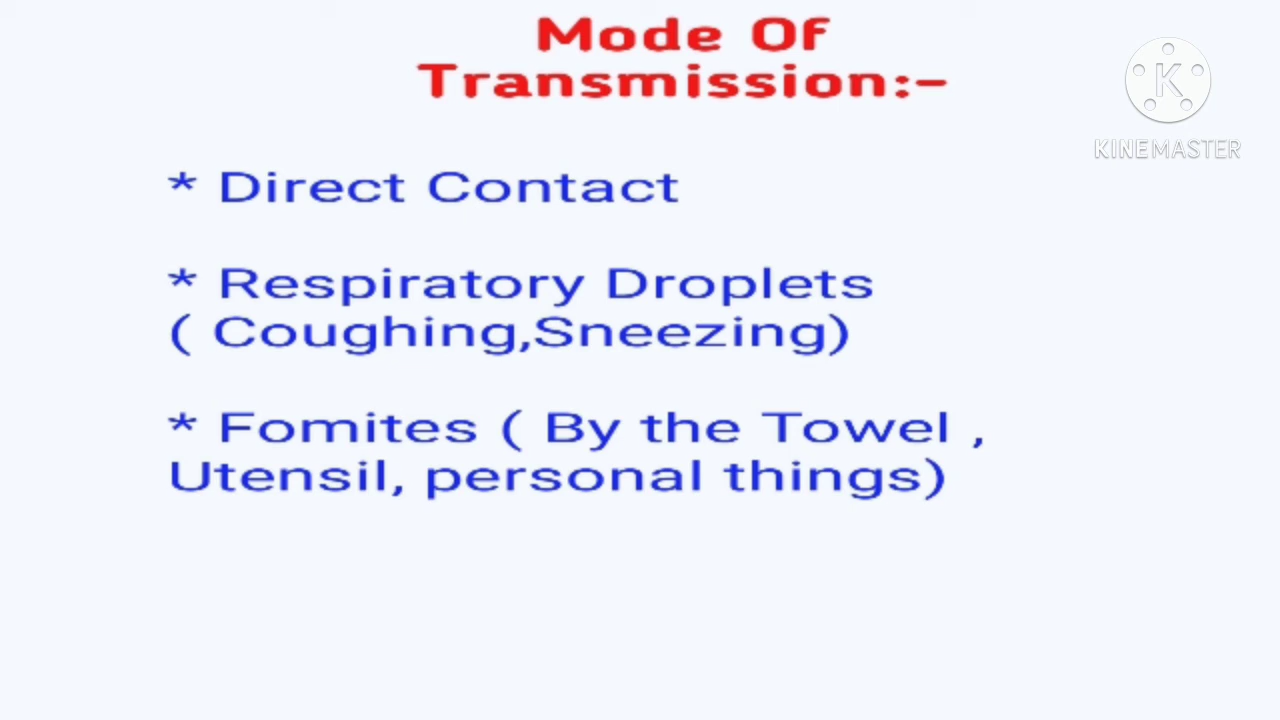 Mode Of
Transmission:-
K
KINEMASTER
* Direct Contact
* Respiratory Droplets
( Coughing,Sneezing)
* Fomites ( By the Towel ,
Utensil, personal things)